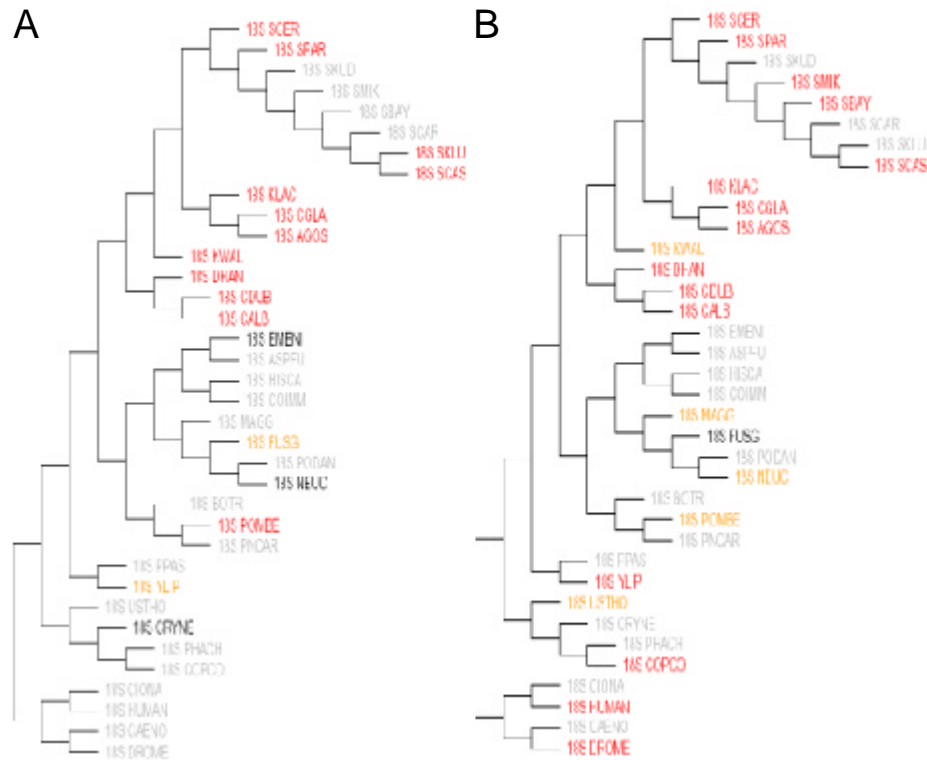 A
18S SCER
18S SPAR
18S SKUD
18S SMIK
18S SBAY
18S SCAR
18S SKLU
18S SCAS
18S KLAC
18S CGLA
18S AGOS
18S KWAL
18S DHAN
18S CDUB
18S CALB
18S EMENI
18S ASPFU
18S HISCA
18S COIMM
18S MAGG
18S FUSG
18S PODAN
18S NEUC
18S BOTR
18S POMBE
18S PNCAR
18S PPAS
18S YLIP
18S USTHO
18S CRYNE
18S PHACH
18S COPCO
18S CIONA
18S HUMAN
18S CAENO
18S DROME
B
18S SCER
18S SPAR
18S SKUD
18S SMIK
18S SBAY
18S SCAR
18S SKLU
18S SCAS
18S KLAC
18S CGLA
18S AGOS
18S KWAL
18S DHAN
18S CDUB
18S CALB
18S EMENI
18S ASPFU
18S HISCA
18S COIMM
18S MAGG
18S FUSG
18S PODAN
18S NEUC
18S BOTR
18S POMBE
18S PNCAR
18S PPAS
18S YLIP
18S USTHO
18S CRYNE
18S PHACH
18S COPCO
18S CIONA
18S HUMAN
18S CAENO
18S DROME